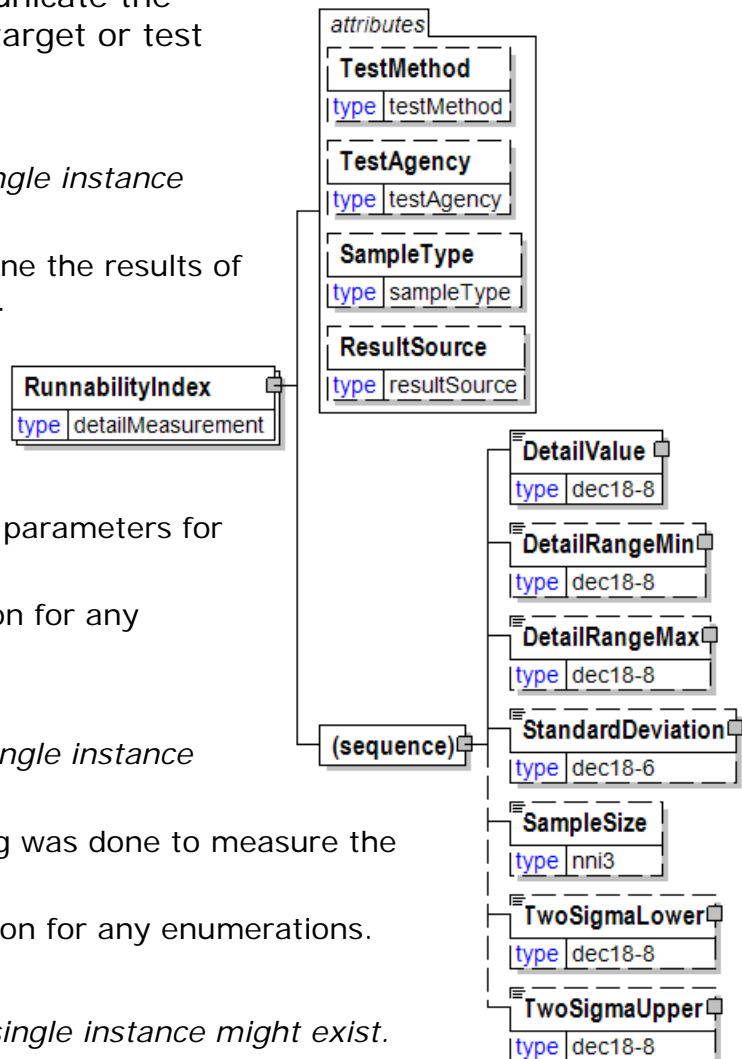 unicate the
target or test
ngle instance
ne the results of
.
parameters for
on for any
ngle instance
g was done to measure the
on for any enumerations.
single instance might exist.
attributes
TestMethod
type testMethod
TestAgency
type testAgency
SampleType
type sampleType
ResultSource
type resultSource
RunnabilityIndex
type detailMeasurement
(sequence)
DetailValue
type dec18-8
DetailRangeMin
type dec18-8
DetailRangeMax
type dec18-8
StandardDeviation
type dec18-6
SampleSize
type nni3
TwoSigmaLower
type dec18-8
TwoSigmaUpper
type dec18-8